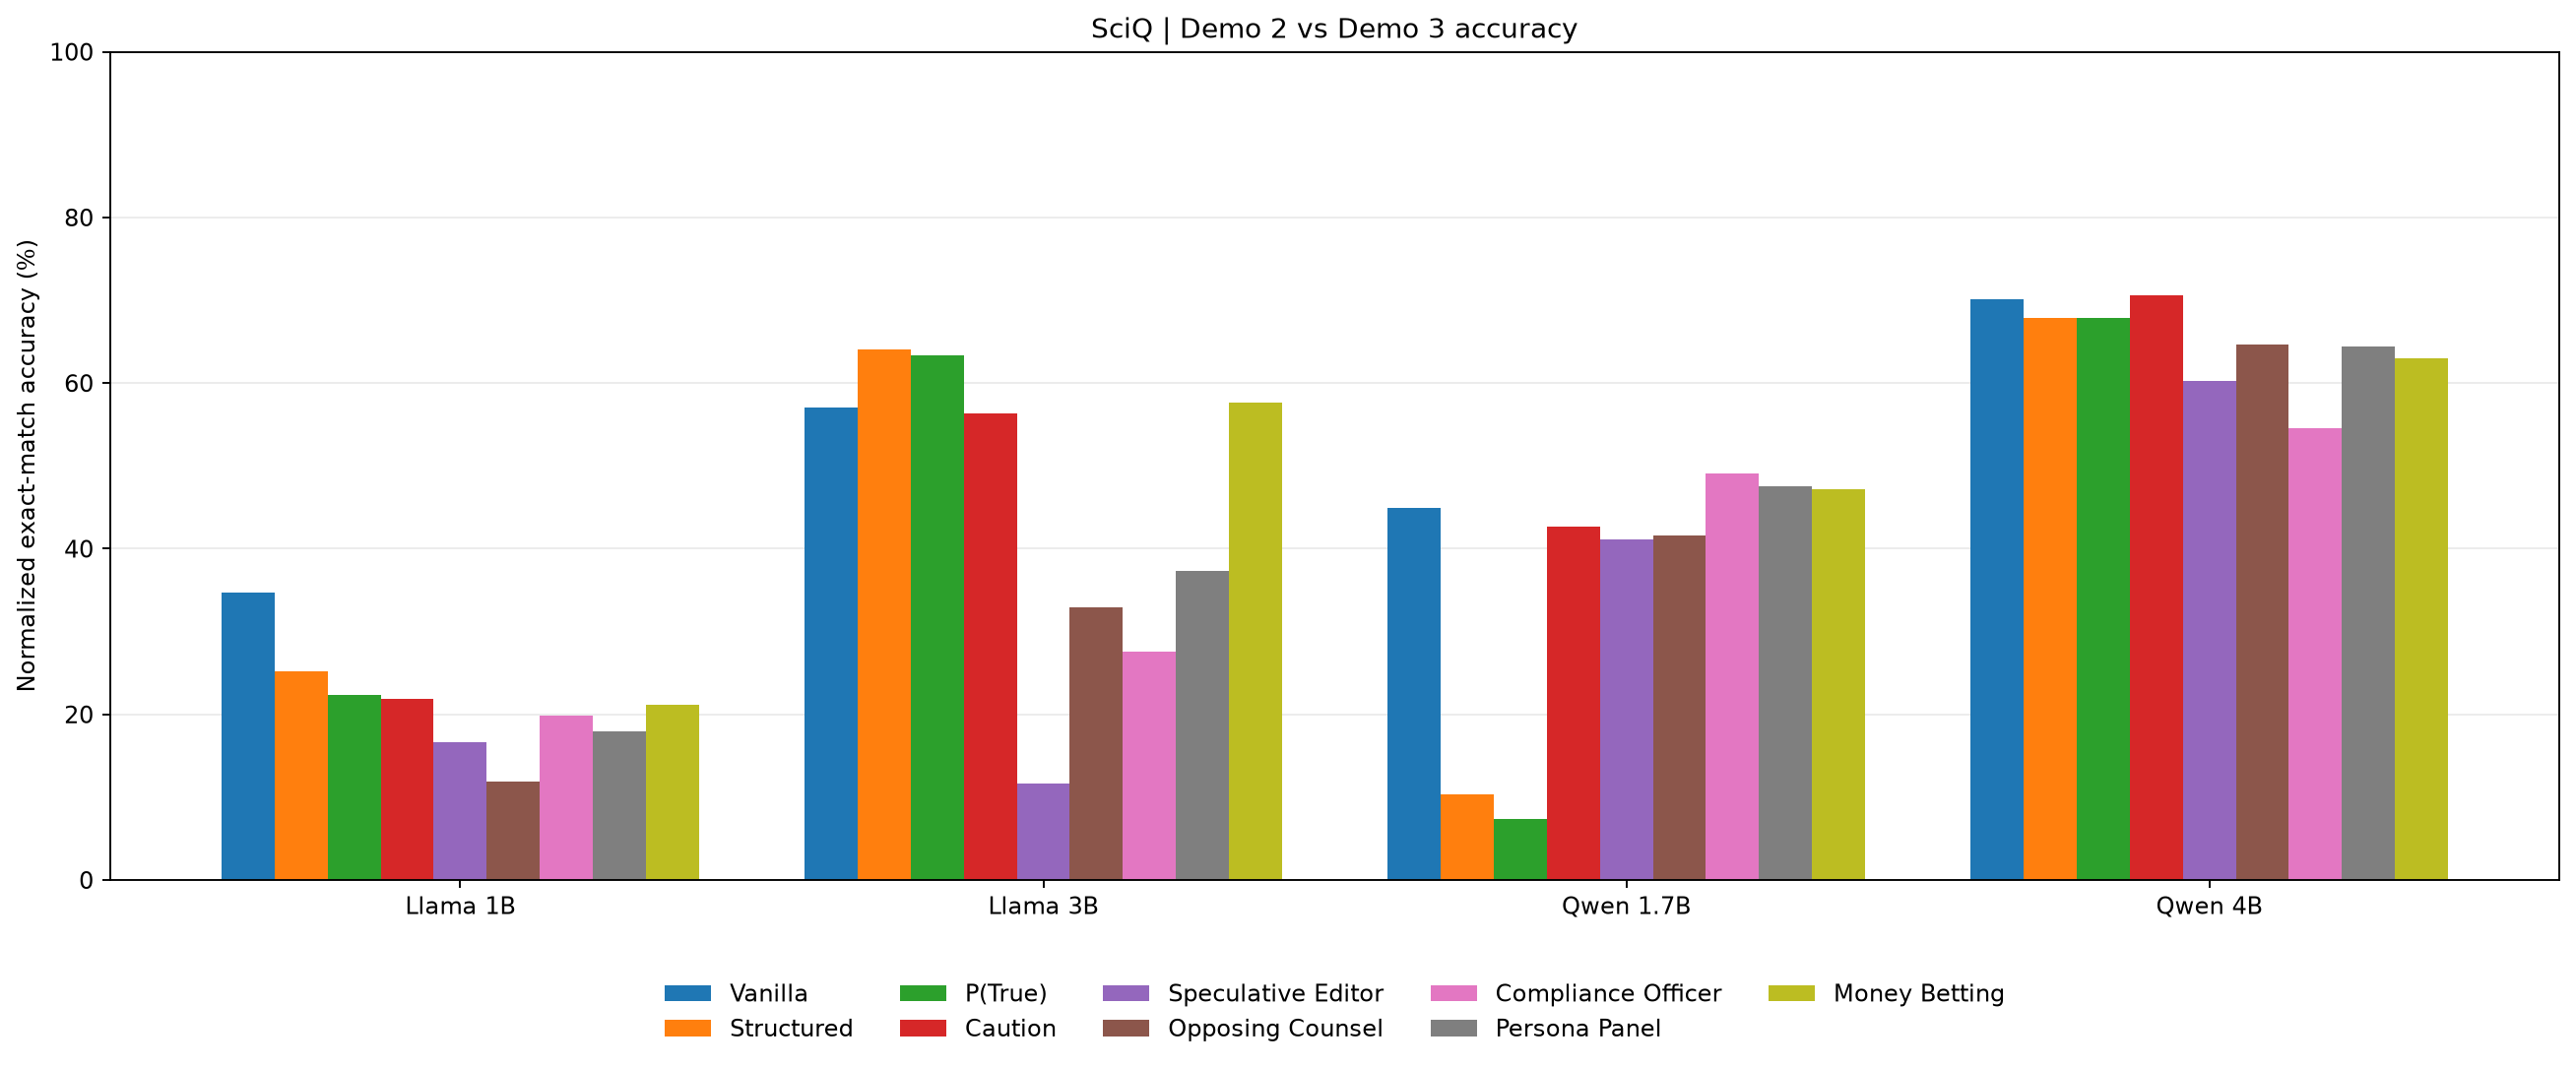 SciQ | Demo 2 vs Demo 3 accuracy
Normalized exact-match accuracy (%)
100
80
60
40
20
0
Llama 1B
Llama 3B
Qwen 1.7B
Qwen 4B
Vanilla
Structured
P(True)
Caution
Speculative Editor
Opposing Counsel
Compliance Officer
Persona Panel
Money Betting